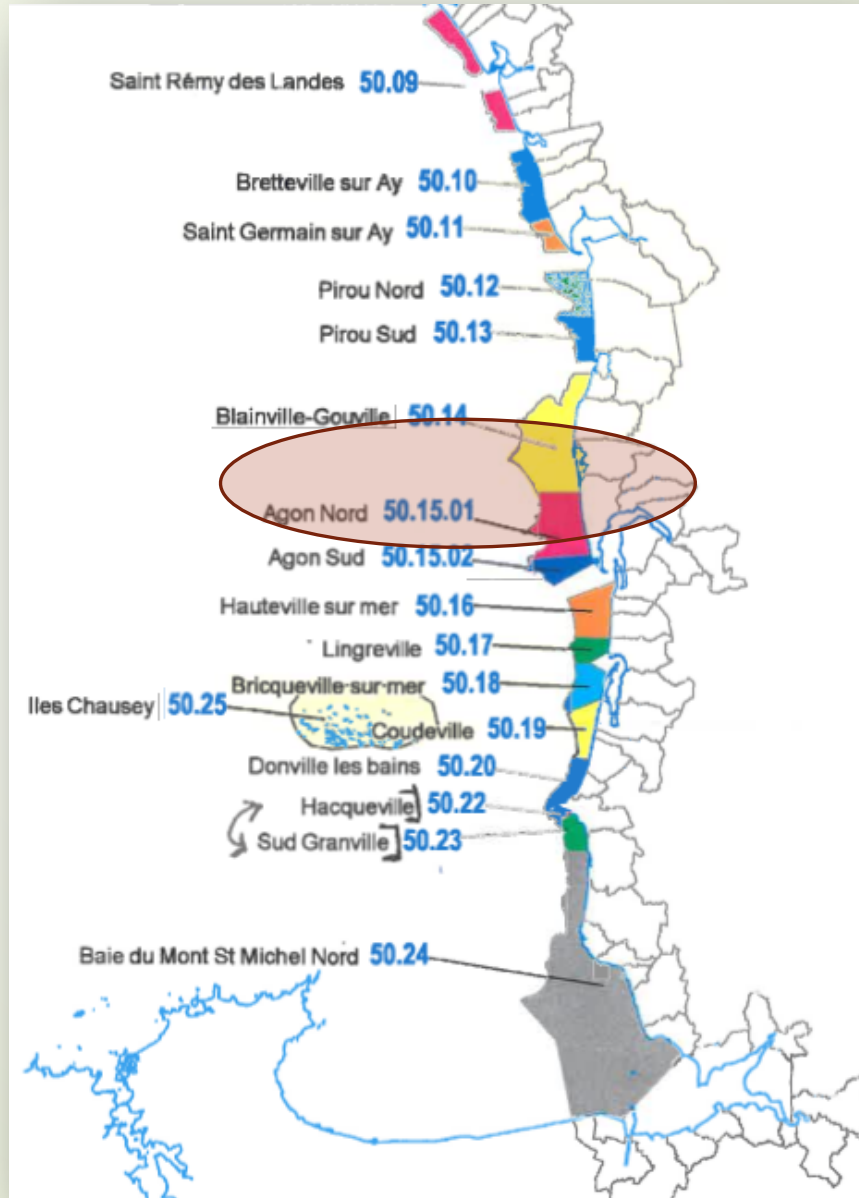 Saint Rémy des Landes 50.09
Bretteville sur Ay 50.10
Saint Germain sur Ay 50.11
Pirou Nord 50.12
Pirou Sud 50.13
Blainville-Gouville 50.14
Agon Nord 50.15.01
Agon Sud 50.15.02
Hauteville sur mer 50.16
Lingreville 50.17
Bricqueville-sur-mer 50.18
Iles Chausey 50.25
Coudeville 50.19
Donville les bains 50.20
Hacqueville 50.22
Sud Granville 50.23
Baie du Mont St Michel Nord 50.24